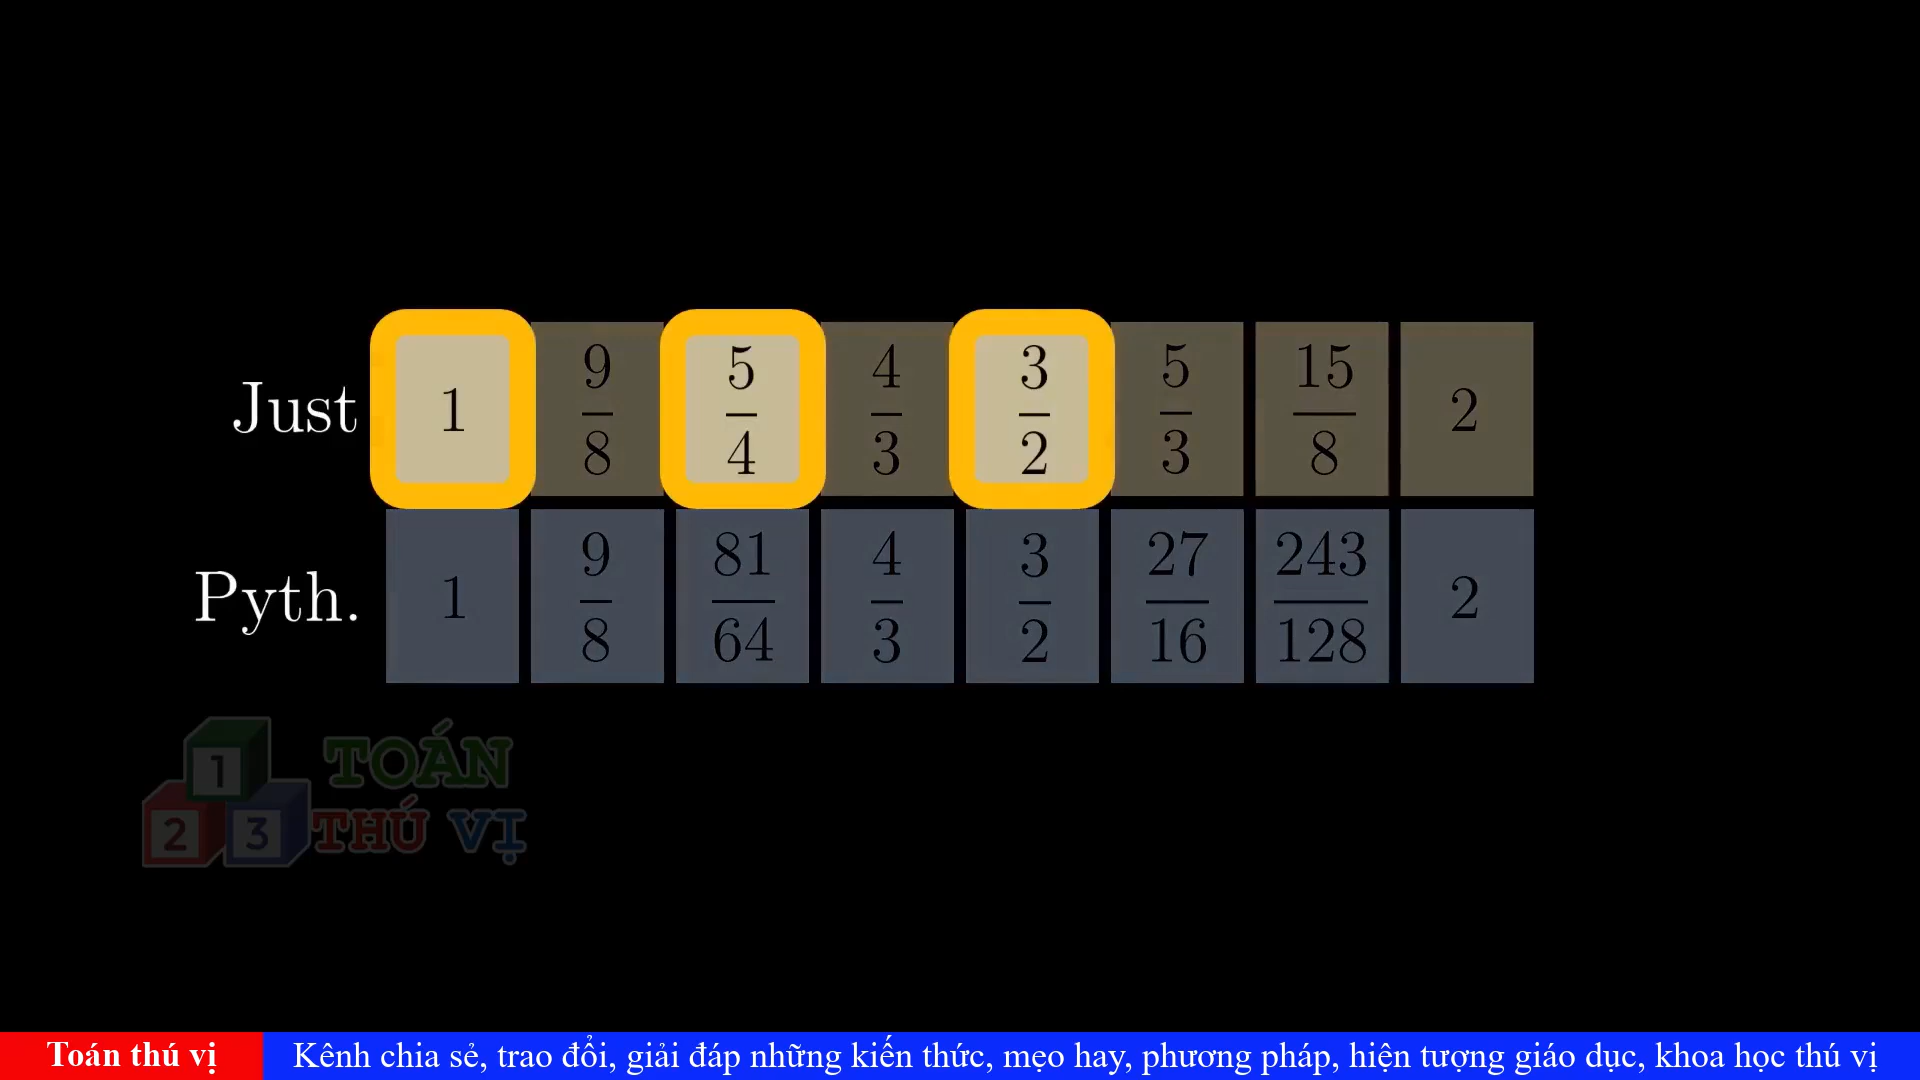 Just 1 9/8 5/4 4/3 3/2 5/3 15/8 2
Pyth. 1 9/8 81/64 4/3 3/2 27/16 243/128 2
1 TOÁN
2 3 THÚ VỊ
Toán thú vị Kênh chia sẻ, trao đổi, giải đáp những kiến thức, mẹo hay, phương pháp, hiện tượng giáo dục, khoa học thú vị